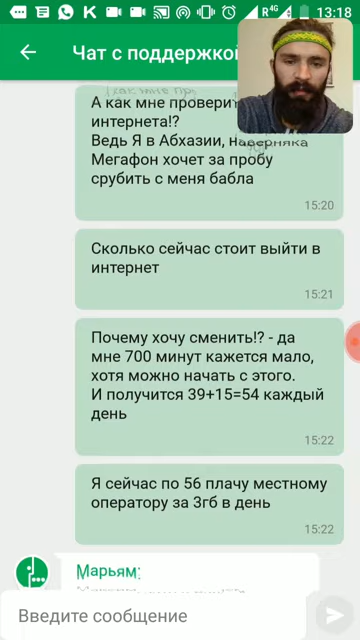 R4G 13:18
Чат с поддержкой
А как мне
интернета!?
Ведь Я в Абхазии, наверняка
Мегафон хочет за пробу
срубить с меня бабла
15:20
Сколько сейчас стоит выйти в
интернет
15:21
Почему хочу сменить!? - да
мне 700 минут кажется мало,
хотя можно начать с этого.
И получится 39+15=54 каждый
день
15:22
Я сейчас по 56 плачу местному
оператору за 3гб в день
15:22
Марьям:
Введите сообщение